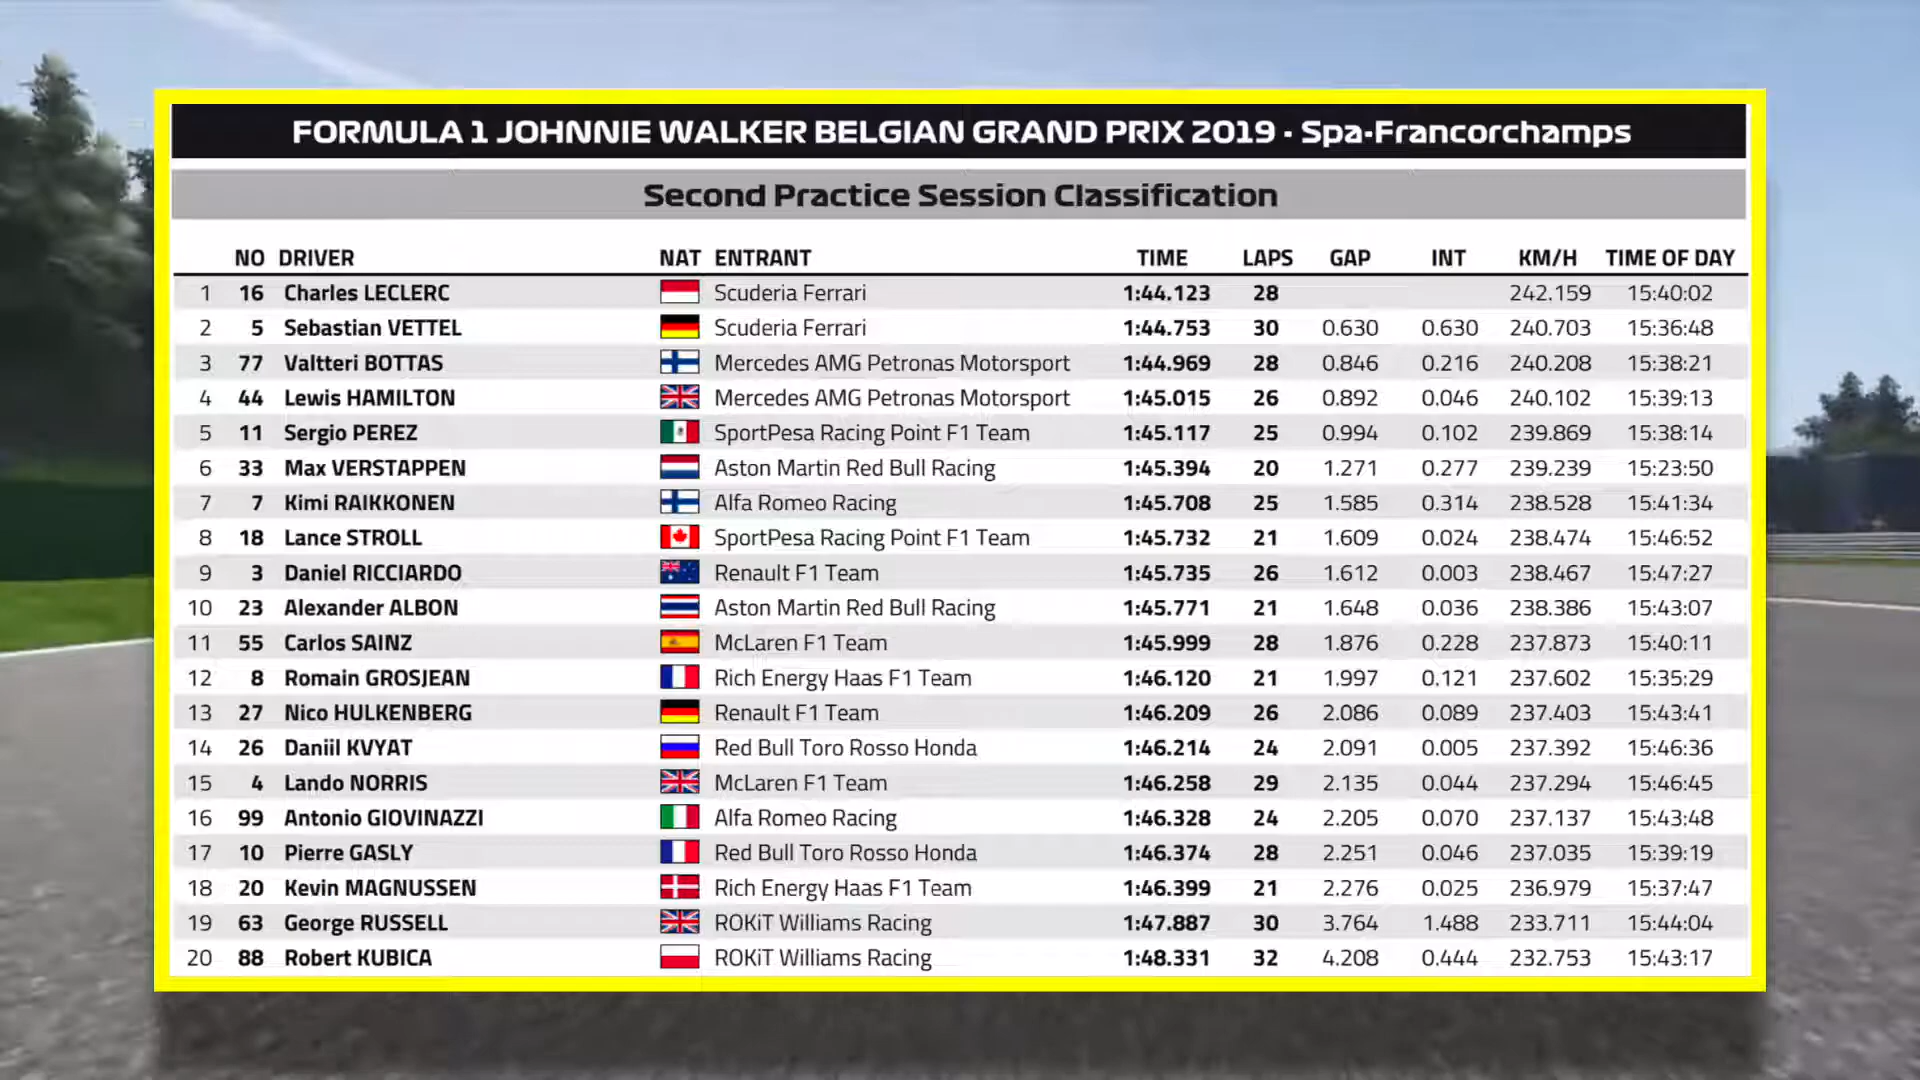 FORMULA 1 JOHNNIE WALKER BELGIAN GRAND PRIX 2019 - Spa-Francorchamps
Second Practice Session Classification
NO DRIVER NAT ENTRANT TIME LAPS GAP INT KM/H TIME OF DAY
1 16 Charles LECLERC Scuderia Ferrari 1:44.123 28 242.159 15:40:02
2 5 Sebastian VETTEL Scuderia Ferrari 1:44.753 30 0.630 0.630 240.703 15:36:48
3 77 Valtteri BOTTAS Mercedes AMG Petronas Motorsport 1:44.969 28 0.846 0.216 240.208 15:38:21
4 44 Lewis HAMILTON Mercedes AMG Petronas Motorsport 1:45.015 26 0.892 0.046 240.102 15:39:13
5 11 Sergio PEREZ SportPesa Racing Point F1 Team 1:45.117 25 0.994 0.102 239.869 15:38:14
6 33 Max VERSTAPPEN Aston Martin Red Bull Racing 1:45.394 20 1.271 0.277 239.239 15:23:50
7 7 Kimi RAIKKONEN Alfa Romeo Racing 1:45.708 25 1.585 0.314 238.528 15:41:34
8 18 Lance STROLL SportPesa Racing Point F1 Team 1:45.732 21 1.609 0.024 238.474 15:46:52
9 3 Daniel RICCIARDO Renault F1 Team 1:45.735 26 1.612 0.003 238.467 15:47:27
10 23 Alexander ALBON Aston Martin Red Bull Racing 1:45.771 21 1.648 0.036 238.386 15:43:07
11 55 Carlos SAINZ McLaren F1 Team 1:45.999 28 1.876 0.228 237.873 15:40:11
12 8 Romain GROSJEAN Rich Energy Haas F1 Team 1:46.120 21 1.997 0.121 237.602 15:35:29
13 27 Nico HULKENBERG Renault F1 Team 1:46.209 26 2.086 0.089 237.403 15:43:41
14 26 Daniil KVYAT Red Bull Toro Rosso Honda 1:46.214 24 2.091 0.005 237.392 15:46:36
15 4 Lando NORRIS McLaren F1 Team 1:46.258 29 2.135 0.044 237.294 15:46:45
16 99 Antonio GIOVINAZZI Alfa Romeo Racing 1:46.328 24 2.205 0.070 237.137 15:43:48
17 10 Pierre GASLY Red Bull Toro Rosso Honda 1:46.374 28 2.251 0.046 237.035 15:39:19
18 20 Kevin MAGNUSSEN Rich Energy Haas F1 Team 1:46.399 21 2.276 0.025 236.979 15:37:47
19 63 George RUSSELL ROKiT Williams Racing 1:47.887 30 3.764 1.488 233.711 15:44:04
20 88 Robert KUBICA ROKiT Williams Racing 1:48.331 32 4.208 0.444 232.753 15:43:17